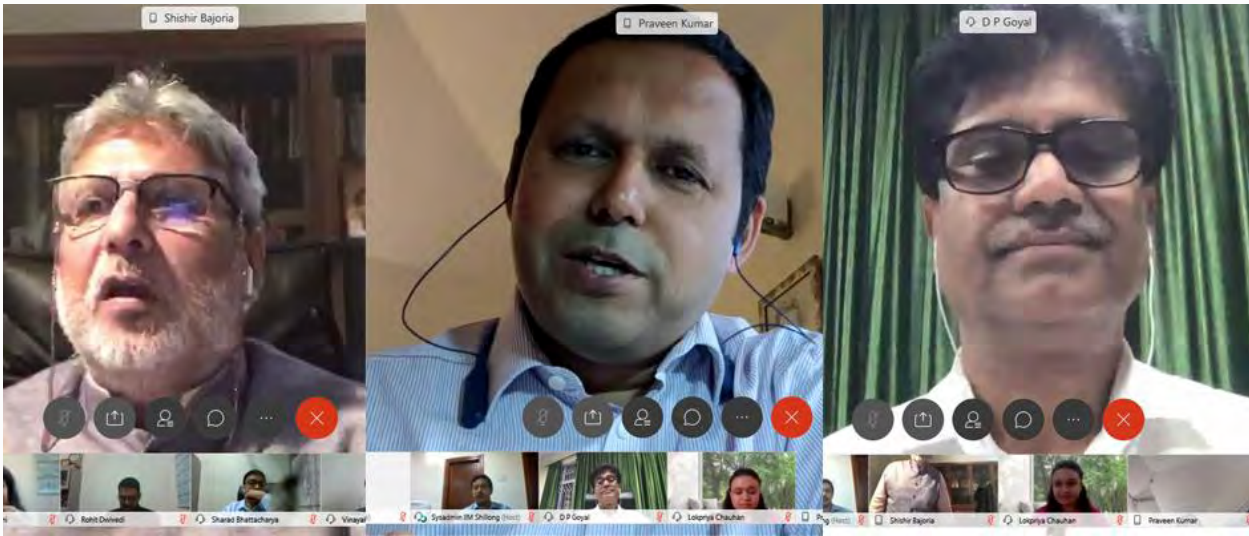 Shishir Bajoria
Praveen Kumar
D P Goyal
Rohit Dwivedi
Sharad Bhattacharya
Sysadmin IIM Shillong (Host)
D P Goyal
Lokpriya Chauhan
(Host)
Shishir Bajoria
Lokpriya Chauhan
Praveen Kumar